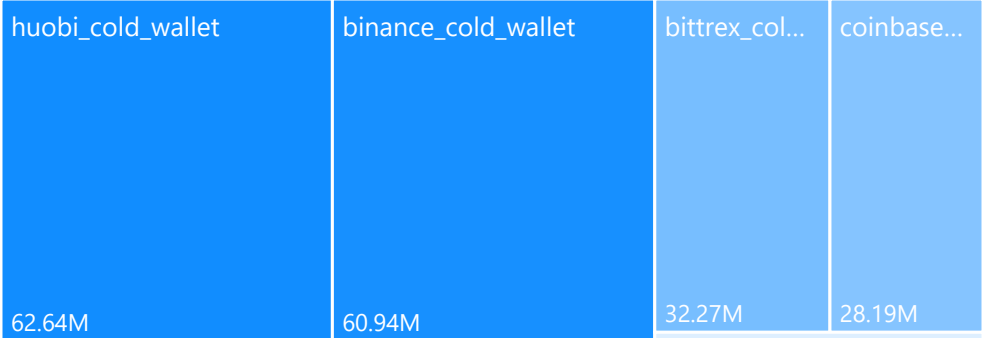 huobi_cold_wallet
binance_cold_wallet
bittrex_col...
coinbase...
62.64M
60.94M
32.27M
28.19M